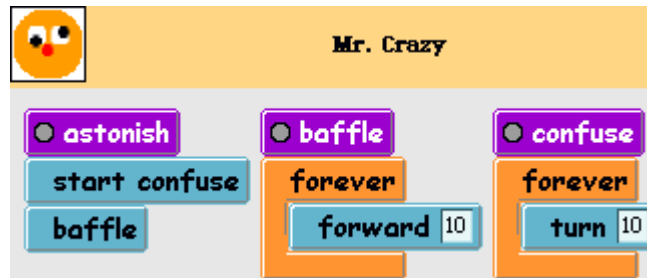 Mr. Crazy
astonish
start confuse
baffle
baffle
forever
forward 10
confuse
forever
turn 10